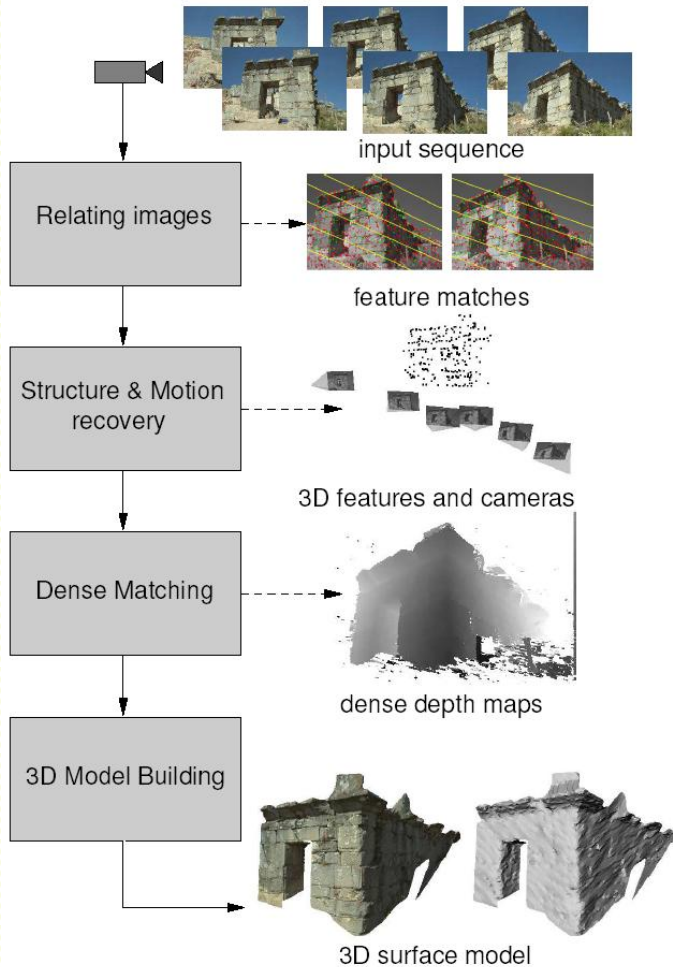 input sequence
Relating images
feature matches
Structure & Motion
recovery
3D features and cameras
Dense Matching
dense depth maps
3D Model Building
3D surface model